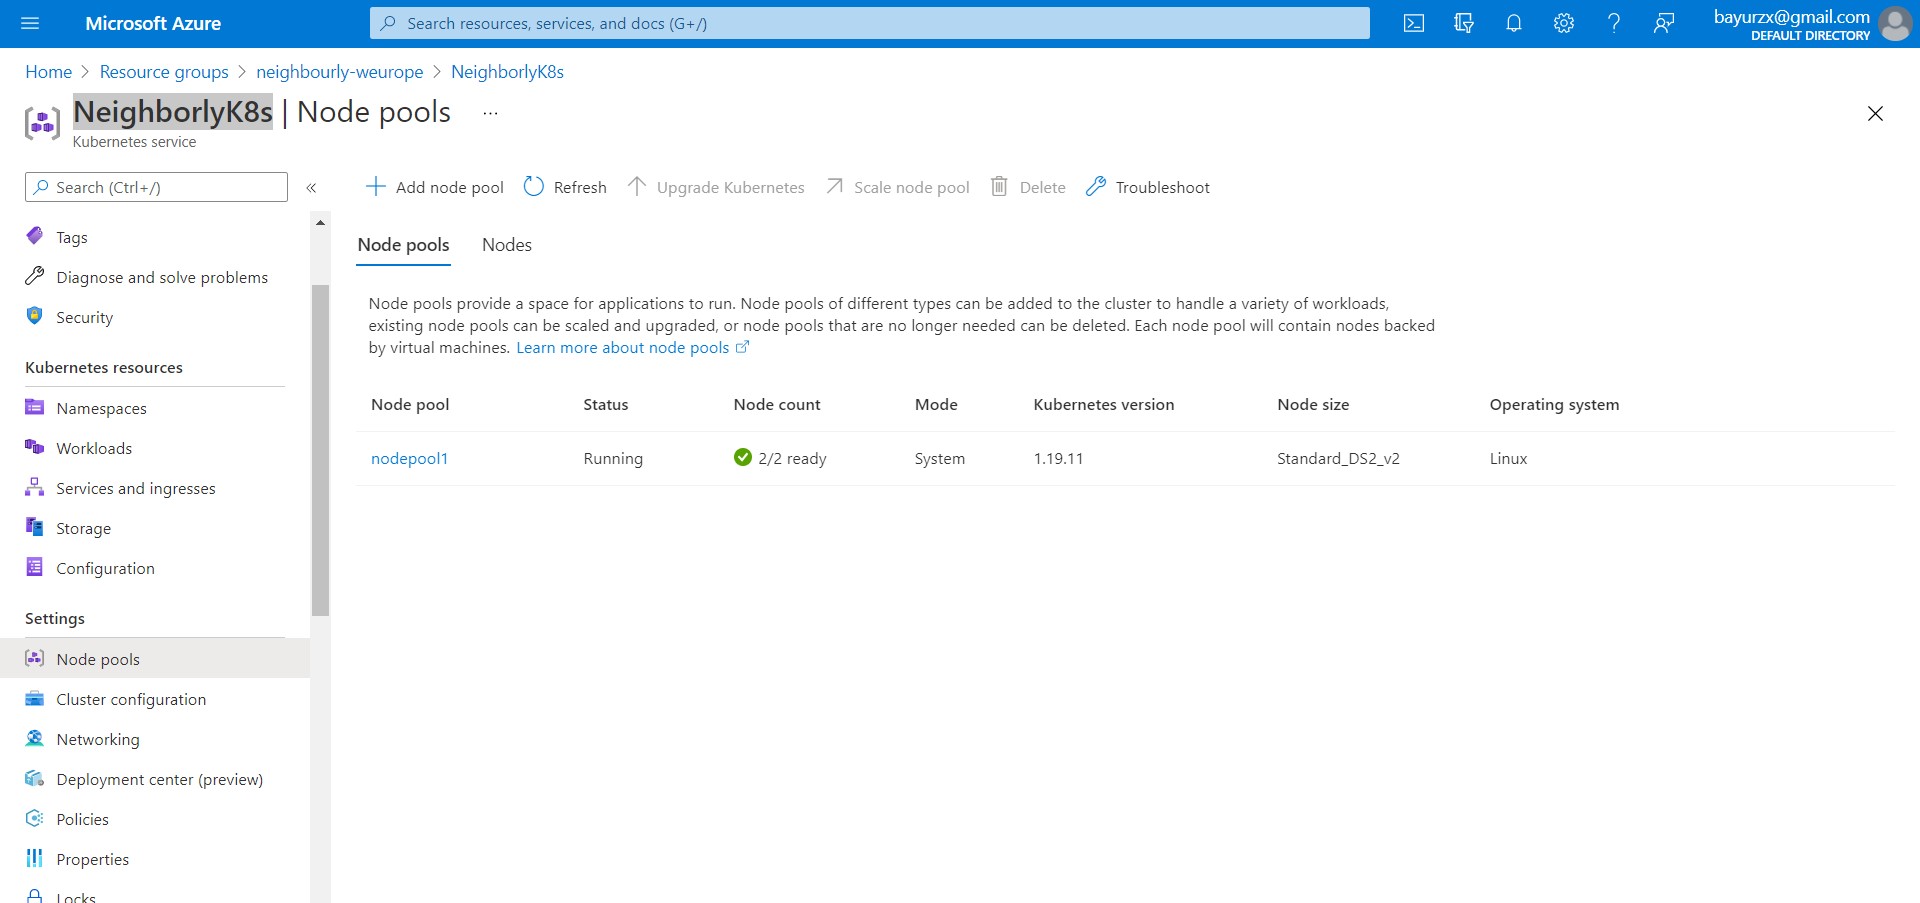 Microsoft Azure
Search resources, services, and docs (G+/)
bayurzx@gmail.com
DEFAULT DIRECTORY
Home > Resource groups > neighbourly-weurope > NeighborlyK8s
NeighborlyK8s | Node pools ...
Kubernetes service
Search (Ctrl+/)
«
Add node pool
Refresh
Upgrade Kubernetes
Scale node pool
Delete
Troubleshoot
Tags
Diagnose and solve problems
Security
Kubernetes resources
Namespaces
Workloads
Services and ingresses
Storage
Configuration
Settings
Node pools
Cluster configuration
Networking
Deployment center (preview)
Policies
Properties
Locks
Node pools
Nodes
Node pools provide a space for applications to run. Node pools of different types can be added to the cluster to handle a variety of workloads,
existing node pools can be scaled and upgraded, or node pools that are no longer needed can be deleted. Each node pool will contain nodes backed
by virtual machines. Learn more about node pools
Node pool Status Node count Mode Kubernetes version Node size Operating system
nodepool1 Running 2/2 ready System 1.19.11 Standard_DS2_v2 Linux